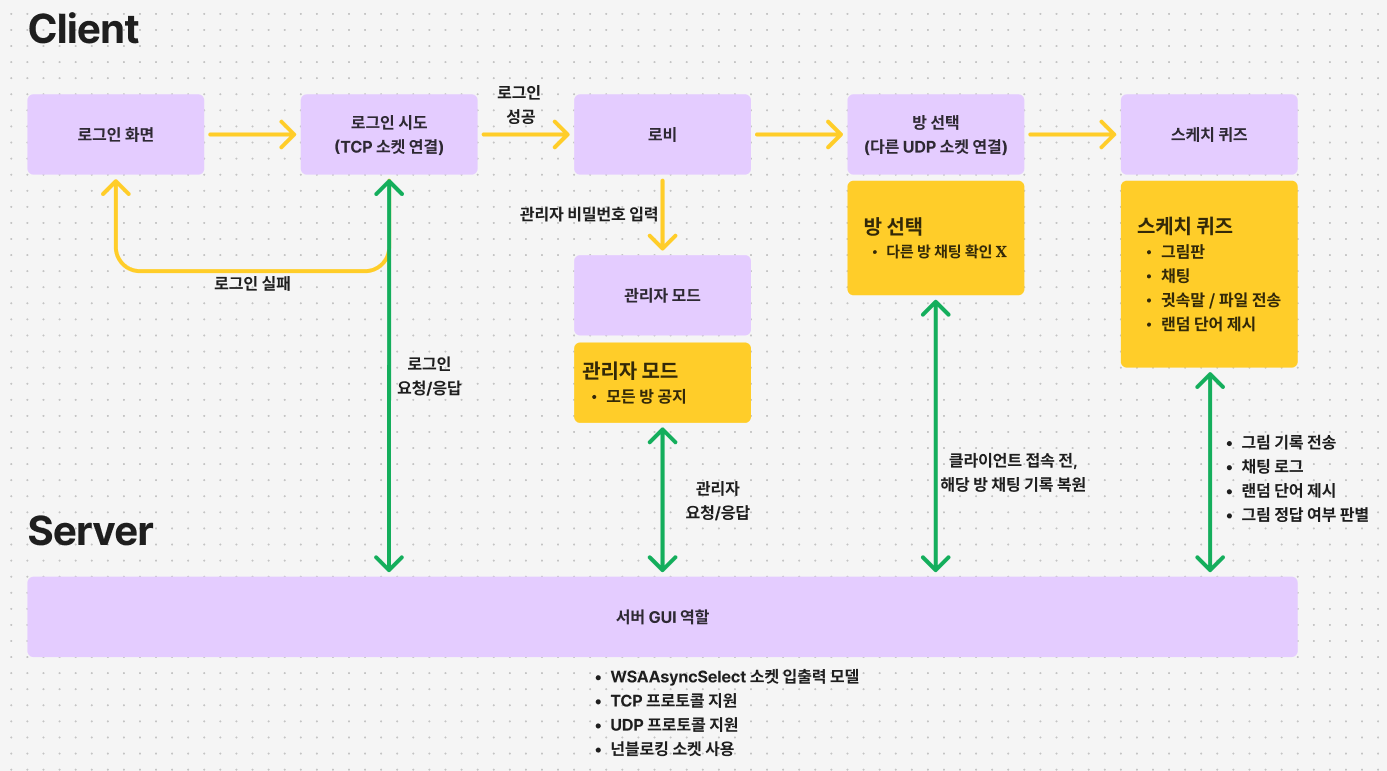 Client
로그인 화면
로그인 시도
(TCP 소켓 연결)
로그인
성공
로비
방 선택
(다른 UDP 소켓 연결)
스케치 퀴즈
로그인 실패
관리자 비밀번호 입력
관리자 모드
관리자 모드
• 모든 방 공지
방 선택
• 다른 방 채팅 확인 X
스케치 퀴즈
• 그림판
• 채팅
• 귓속말 / 파일 전송
• 랜덤 단어 제시
로그인
요청/응답
관리자
요청/응답
클라이언트 접속 전,
해당 방 채팅 기록 복원
• 그림 기록 전송
• 채팅 로그
• 랜덤 단어 제시
• 그림 정답 여부 판별
Server
서버 GUI 역할
• WSAAsyncSelect 소켓 입출력 모델
• TCP 프로토콜 지원
• UDP 프로토콜 지원
• 넌블로킹 소켓 사용